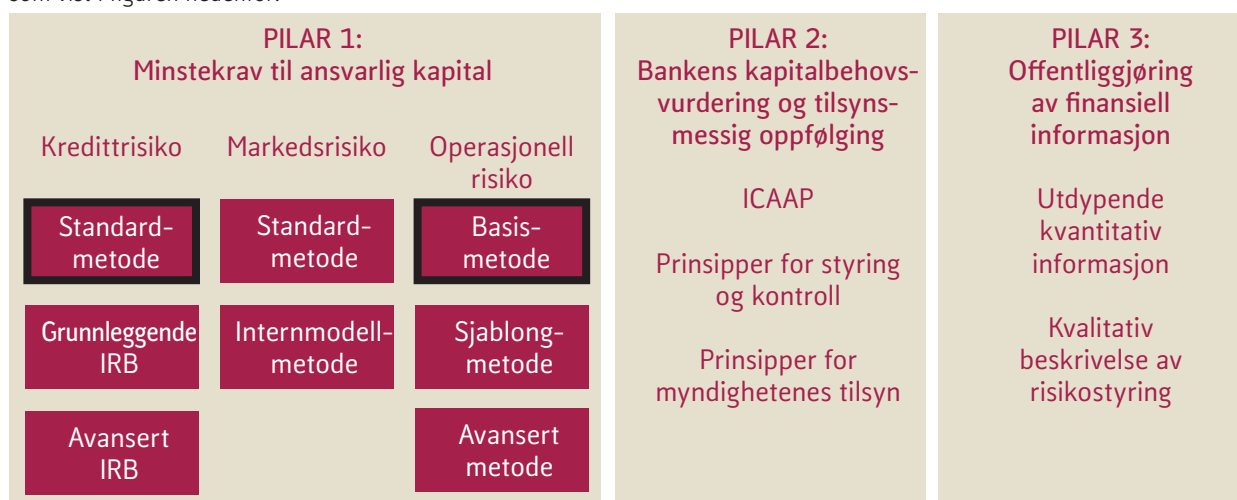 PILAR 1:
Minstekrav til ansvarlig kapital
Kredittrisiko
Markedsrisiko
Operasjonell
risiko
Standard-
metode
Standard-
metode
Basis-
metode
Grunnleggende
IRB
Internmodell-
metode
Sjablong-
metode
Avansert
IRB
Avansert
metode
PILAR 2:
Bankens kapitalbehovs-
vurdering og tilsyns-
messig oppfølging
ICAAP
Prinsipper for styring
og kontroll
Prinsipper for
myndighetenes tilsyn
PILAR 3:
Offentliggjøring
av finansiell
informasjon
Utdypende
kvantitativ
informasjon
Kvalitativ
beskrivelse av
risikostyring